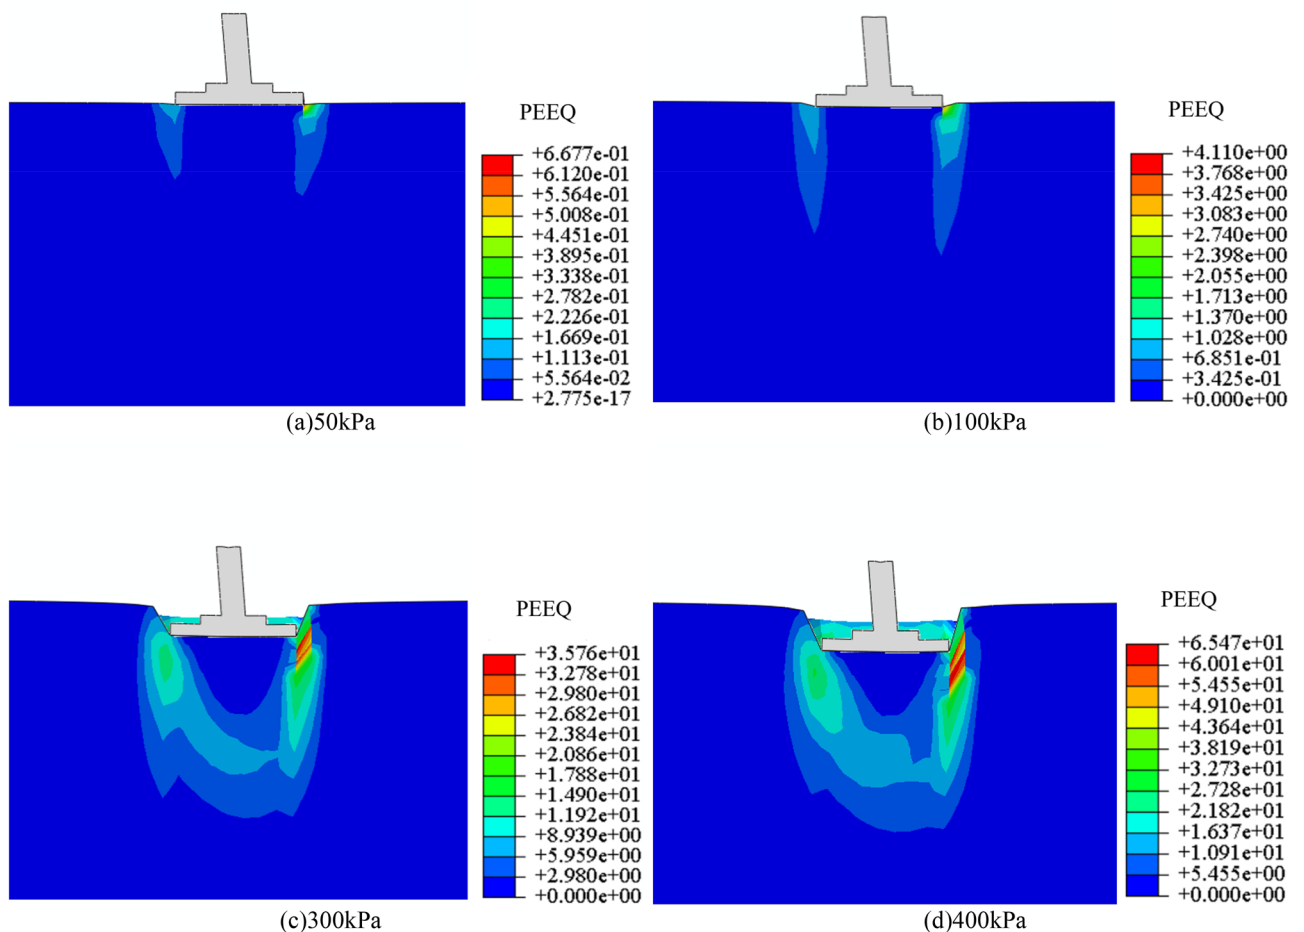 PEEQ
+6.677e-01
+6.120e-01
+5.564e-01
+5.008e-01
+4.451e-01
+3.895e-01
+3.338e-01
+2.782e-01
+2.226e-01
+1.669e-01
+1.113e-01
+5.564e-02
+2.775e-17
(a)50kPa
PEEQ
+4.110e+00
+3.768e+00
+3.425e+00
+3.083e+00
+2.740e+00
+2.398e+00
+2.055e+00
+1.713e+00
+1.370e+00
+1.028e+00
+6.851e-01
+3.425e-01
+0.000e+00
(b)100kPa
PEEQ
+3.576e+01
+3.278e+01
+2.980e+01
+2.682e+01
+2.384e+01
+2.086e+01
+1.788e+01
+1.490e+01
+1.192e+01
+8.939e+00
+5.959e+00
+2.980e+00
+0.000e+00
(c)300kPa
PEEQ
+6.547e+01
+6.001e+01
+5.455e+01
+4.910e+01
+4.364e+01
+3.819e+01
+3.273e+01
+2.728e+01
+2.182e+01
+1.637e+01
+1.091e+01
+5.455e+00
+0.000e+00
(d)400kPa